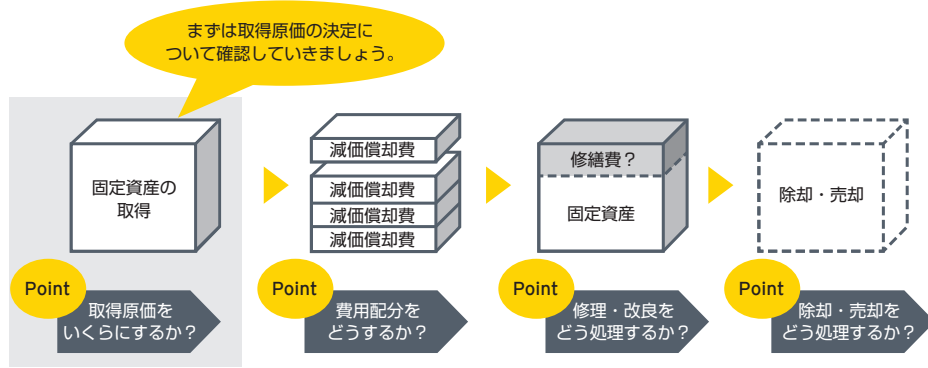 まずは取得原価の決定に
ついて確認していきましょう。
固定資産の
取得
減価償却費
減価償却費
減価償却費
減価償却費
修繕費？
固定資産
除却・売却
Point
取得原価を
いくらにするか？
Point
費用配分を
どうするか？
Point
修理・改良を
どう処理するか？
Point
除却・売却を
どう処理するか？